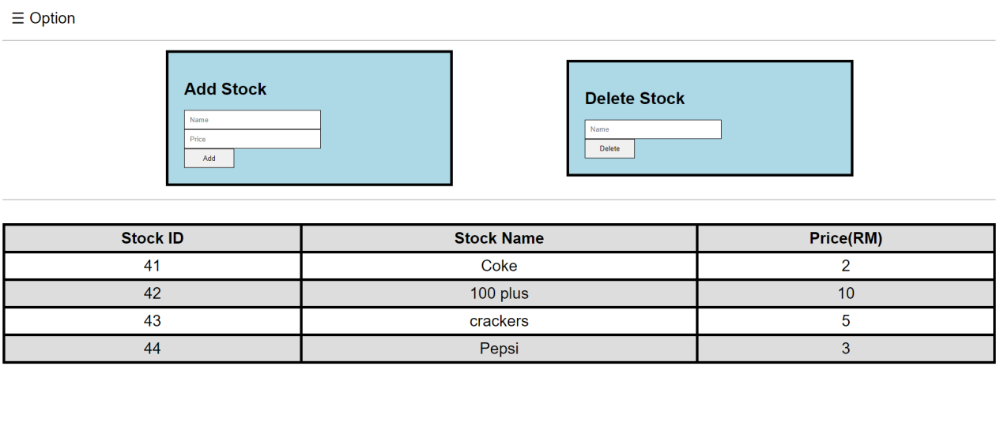 ☰ Option
Add Stock
Name
Price
Add
Delete Stock
Name
Delete
Stock ID Stock Name Price(RM)
41 Coke 2
42 100 plus 10
43 crackers 5
44 Pepsi 3